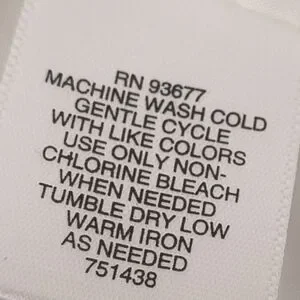 RN 93677
MACHINE WASH COLD
GENTLE CYCLE
WITH LIKE COLORS
USE ONLY NON-
CHLORINE BLEACH
WHEN NEEDED
TUMBLE DRY LOW
WARM IRON
AS NEEDED
751438